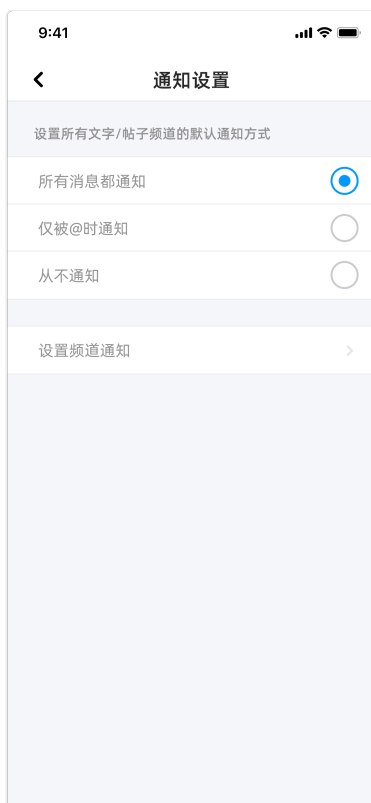 9:41
通知设置
设置所有文字/帖子频道的默认通知方式
所有消息都通知
仅被@时通知
从不通知
设置频道通知